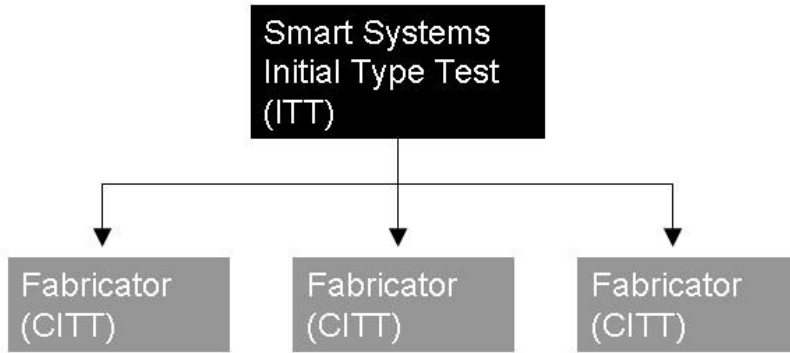 Smart Systems
Initial Type Test
(ITT)
Fabricator
(CITT)
Fabricator
(CITT)
Fabricator
(CITT)